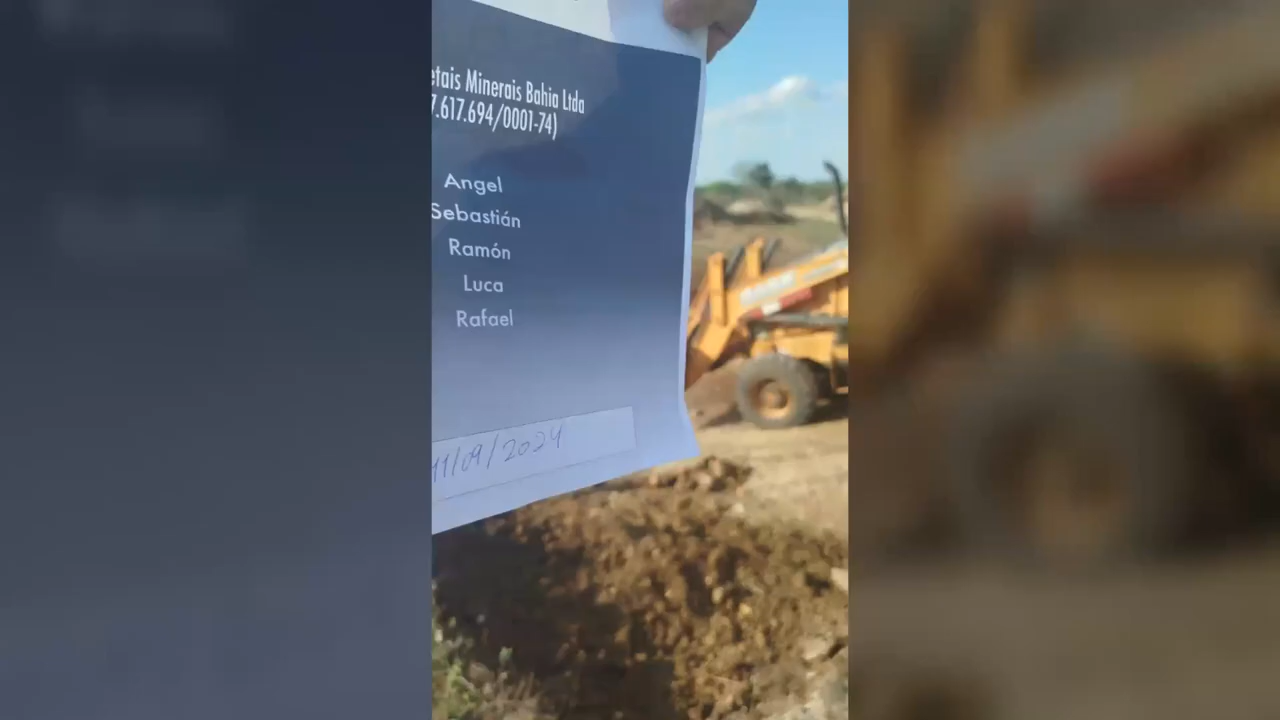 etais Minerais Bahia Ltda
7.617.694/0001-74)
Angel
Sebastián
Ramón
Luca
Rafael
11/09/2024